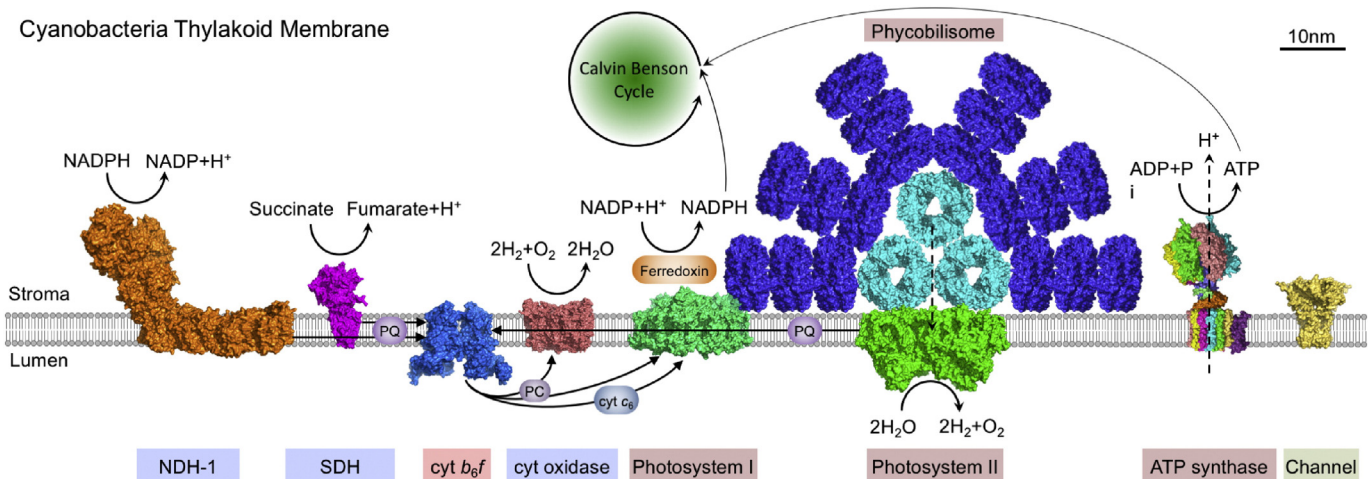 Cyanobacteria Thylakoid Membrane
Phycobilisome
10nm
Calvin Benson
Cycle
NADPH
NADP+H⁺
Succinate
Fumarate+H⁺
2H₂+O₂
2H₂O
NADP+H⁺
NADPH
Ferredoxin
H⁺
ADP+P
i
ATP
Stroma
Lumen
PQ
PQ
PC
cyt c₆
2H₂O
2H₂+O₂
NDH-1
SDH
cyt b₆f
cyt oxidase
Photosystem I
Photosystem II
ATP synthase
Channel